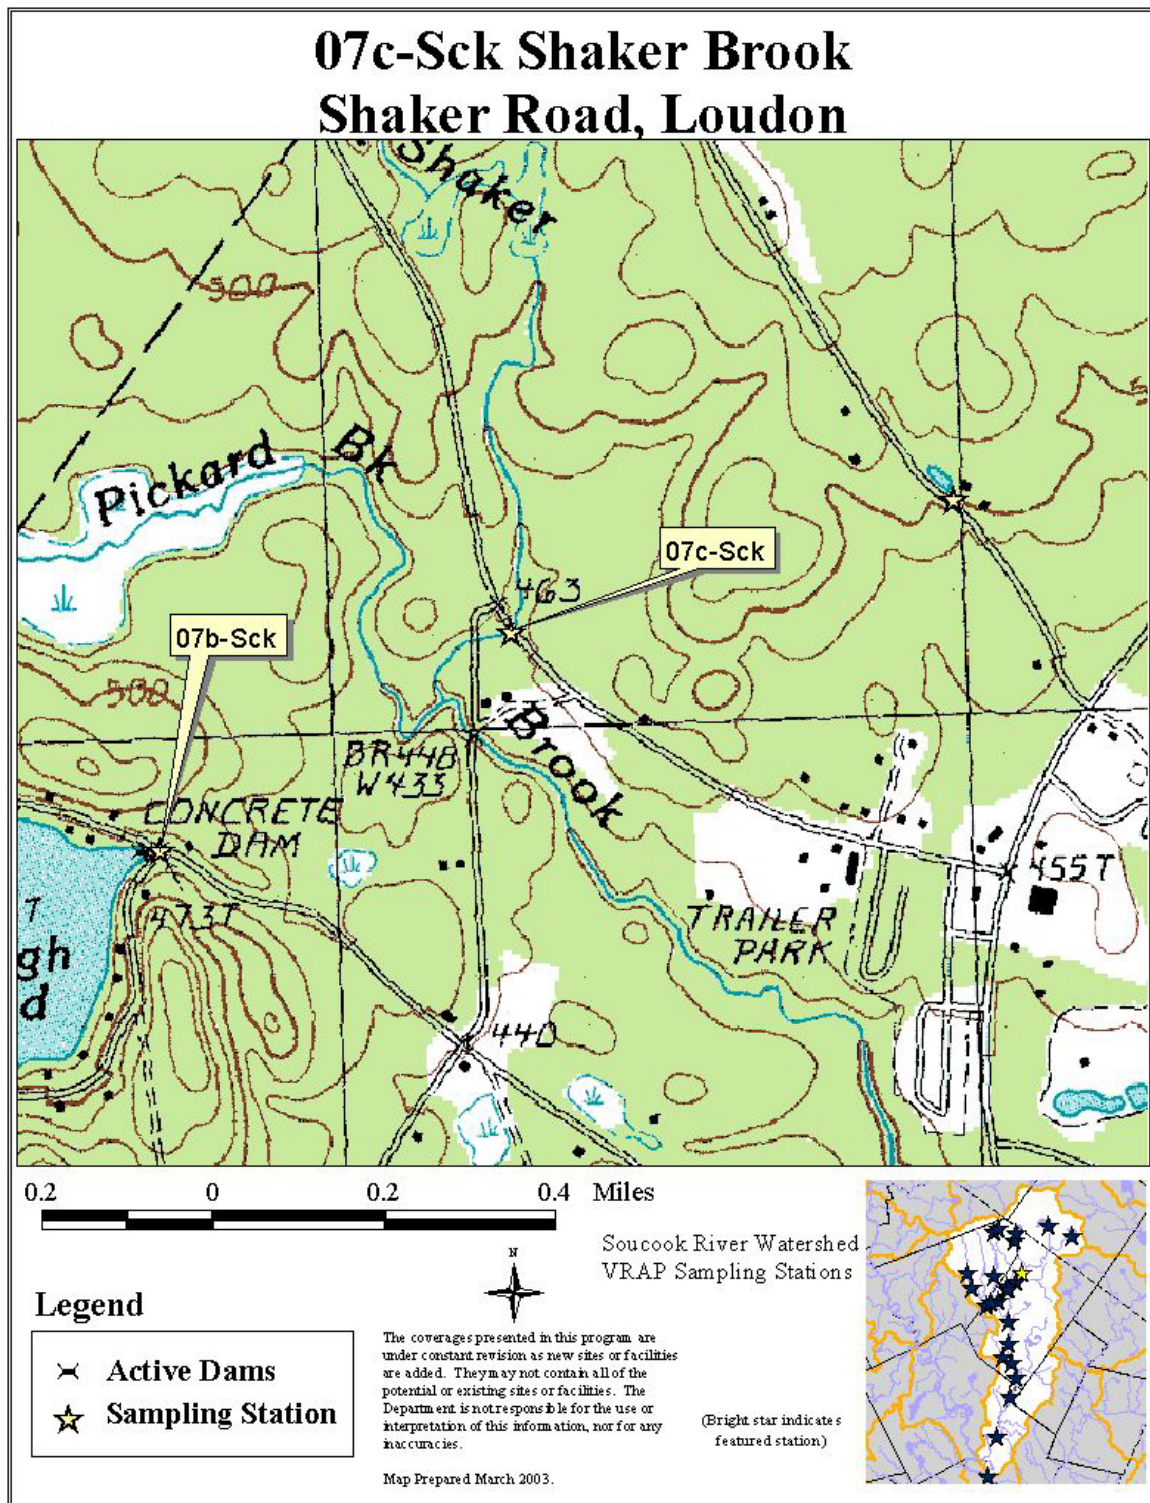 07c-Sck Shaker Brook
Shaker Road, Loudon
Shaker
500
Pickard Bk
07c-Sck
463
07b-Sck
500
BR 448
W 433
Brook
CONCRETE
DAM
455T
473T
TRAILER
PARK
T
gh
d
440
0.2 0 0.2 0.4 Miles
N
Soucook River Watershed
VRAP Sampling Stations
Legend
Active Dams
Sampling Station
The coverages presented in this program are
under constant revision as new sites or facilities
are added. They may not contain all of the
potential or existing sites or facilities. The
Department is not responsible for the use or
interpretation of this information, nor for any
inaccuracies.
Map Prepared March 2003.
(Bright star indicates
featured station)